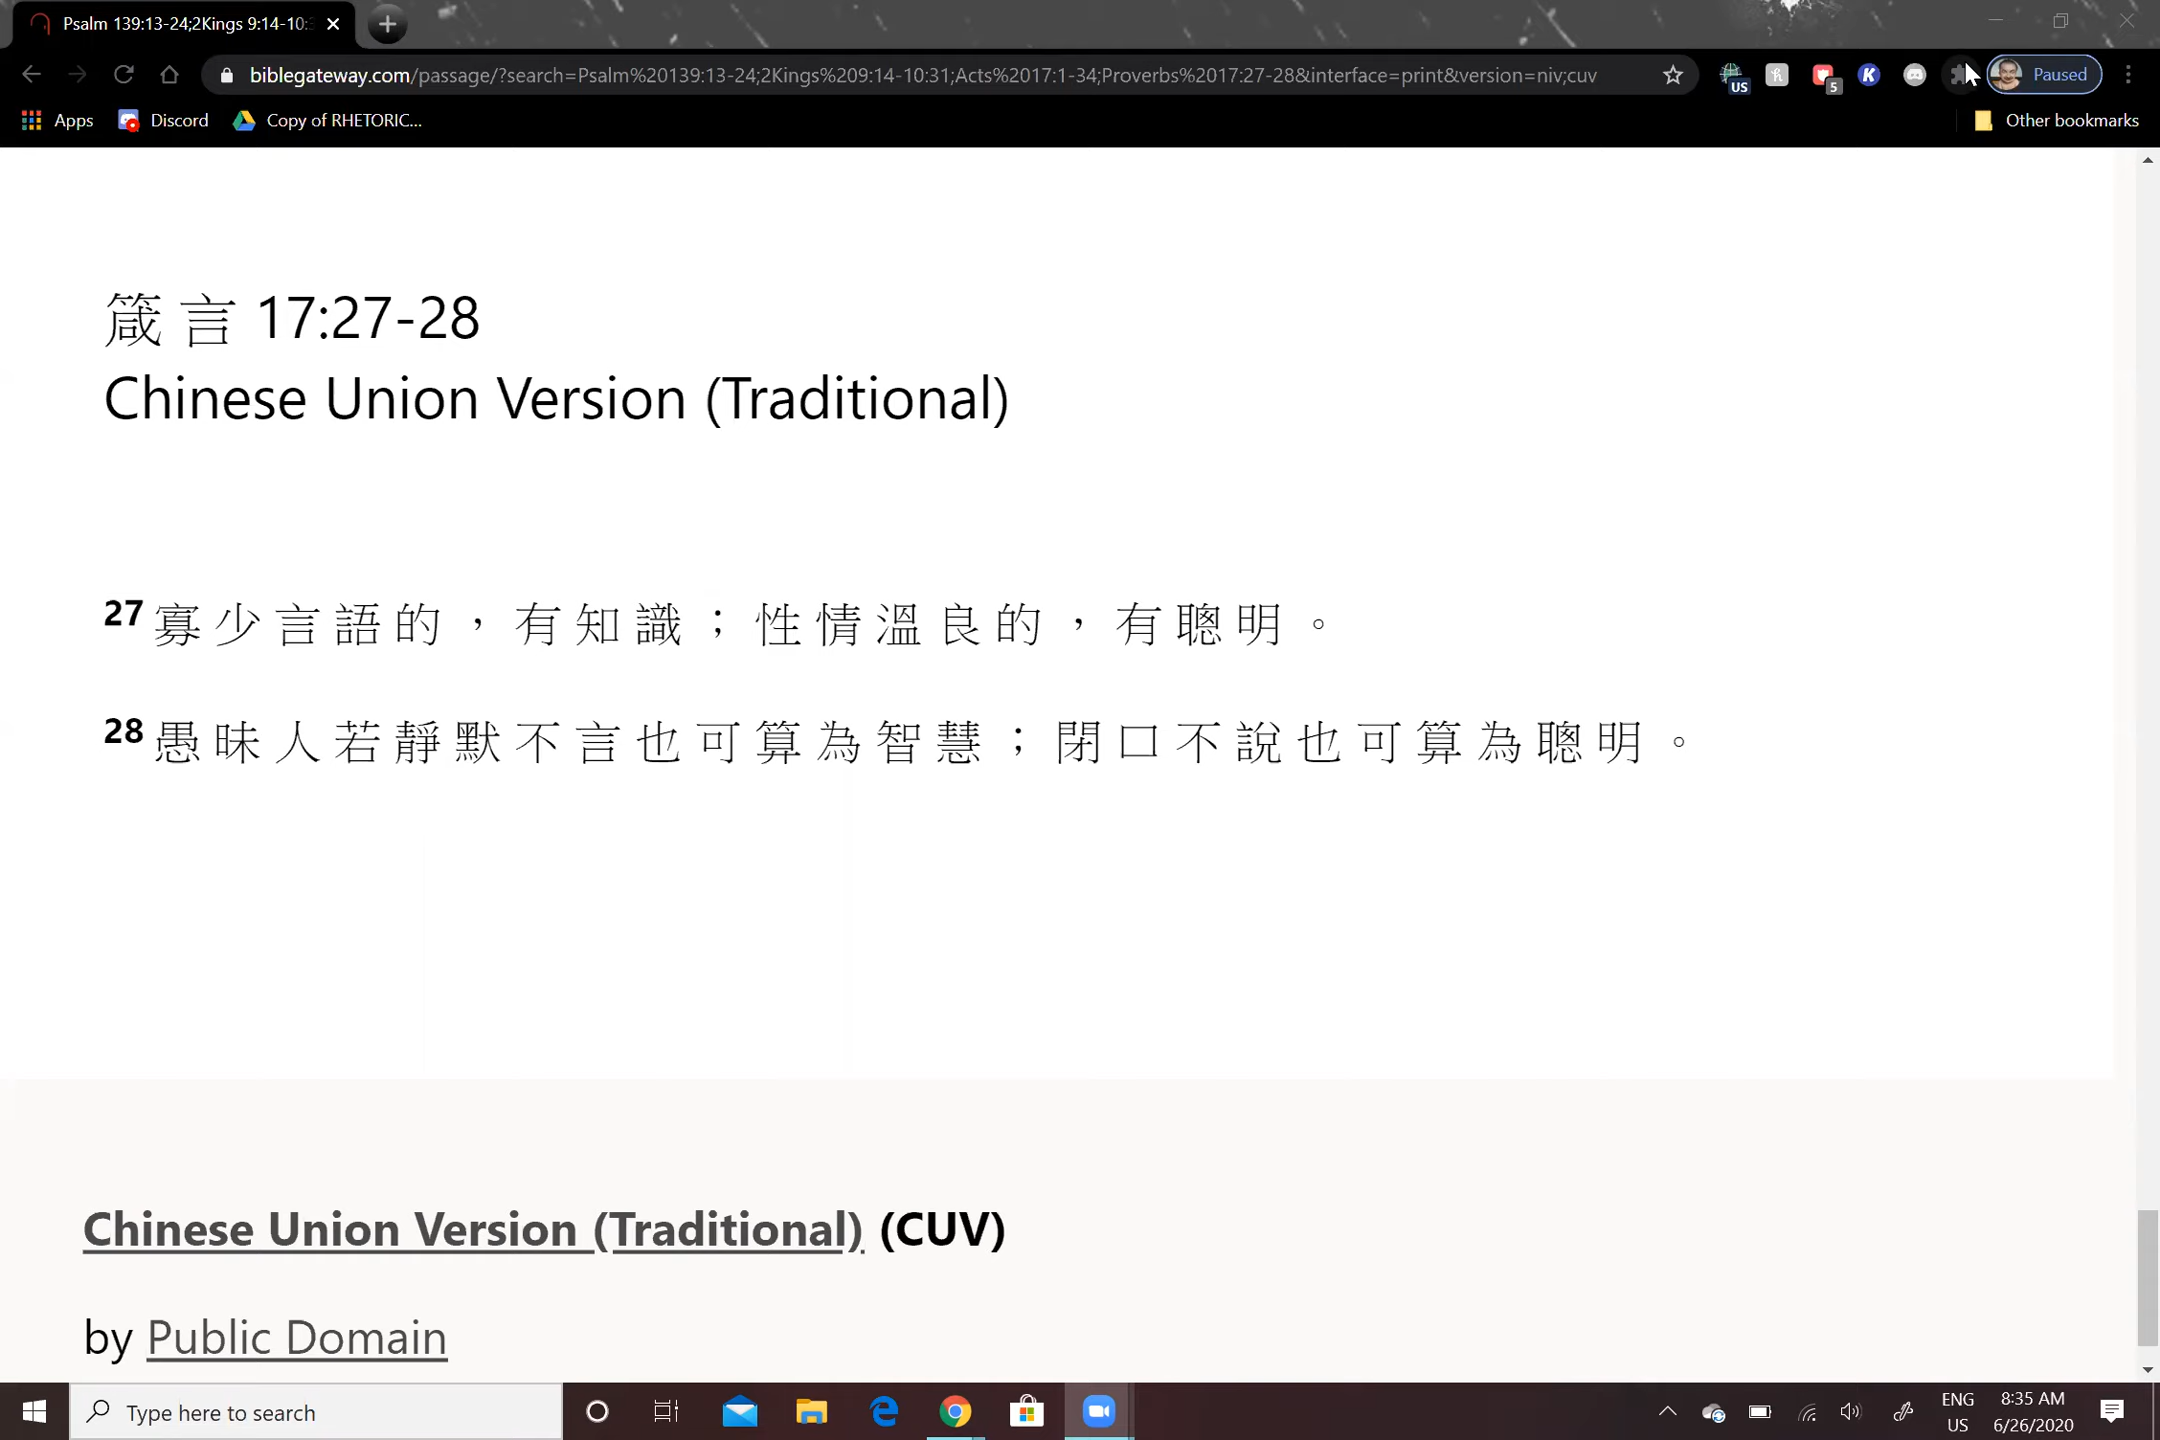 Psalm 139:13-24;2Kings 9:14-10:3
biblegateway.com/passage/?search=Psalm%20139:13-24;2Kings%209:14-10:31;Acts%2017:1-34;Proverbs%2017:27-28&interface=print&version=niv;cuv
US
5
K
Paused
Apps
Discord
Copy of RHETORIC...
Other bookmarks
箴 言 17:27-28
Chinese Union Version (Traditional)
27 寡 少 言 語 的 ， 有 知 識 ； 性 情 溫 良 的 ， 有 聰 明 。
28 愚 昧 人 若 靜 默 不 言 也 可 算 為 智 慧 ； 閉 口 不 說 也 可 算 為 聰 明 。
Chinese Union Version (Traditional) (CUV)
by Public Domain
Type here to search
ENG
US
8:35 AM
6/26/2020